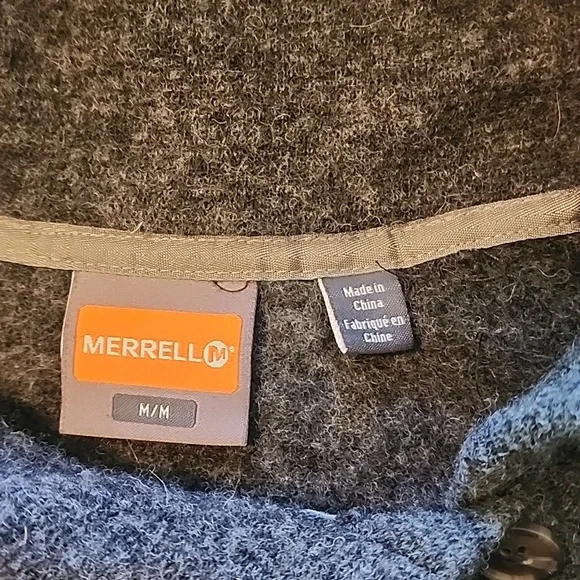 MERRELL M®
M/M
Made in
China
Fabriqué en
Chine